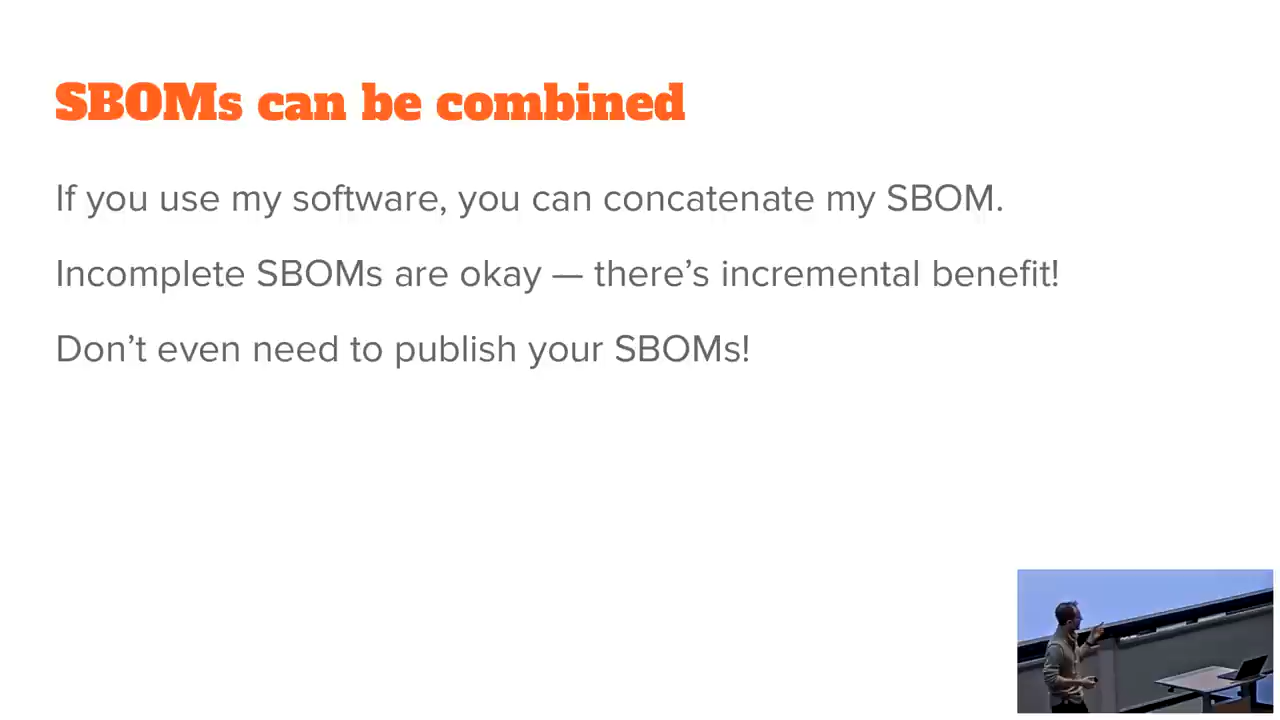 SBOMs can be combined
If you use my software, you can concatenate my SBOM.
Incomplete SBOMs are okay — there’s incremental benefit!
Don’t even need to publish your SBOMs!